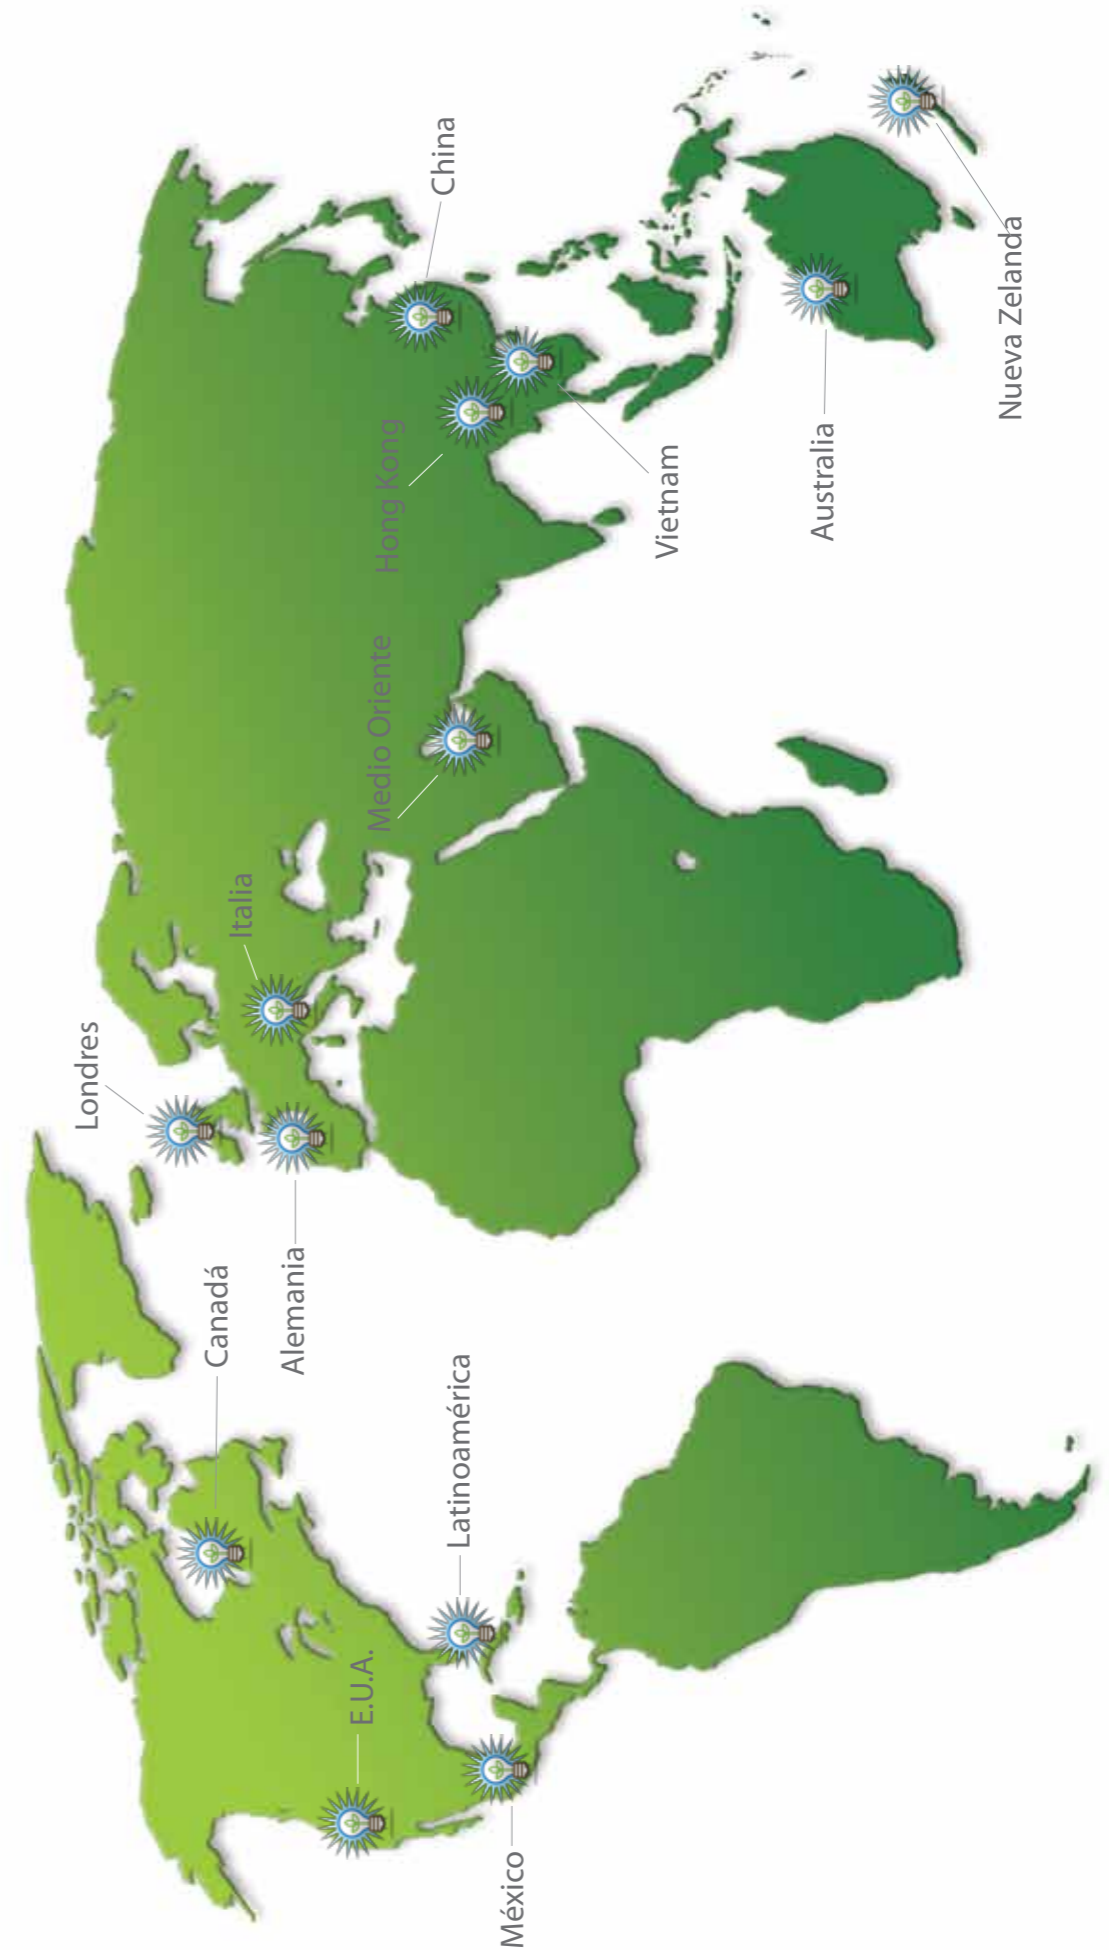 Londres
Canadá
Italia
Alemania
E.U.A.
Medio Oriente
Hong Kong
China
Latinoamérica
México
Vietnam
Australia
Nueva Zelanda